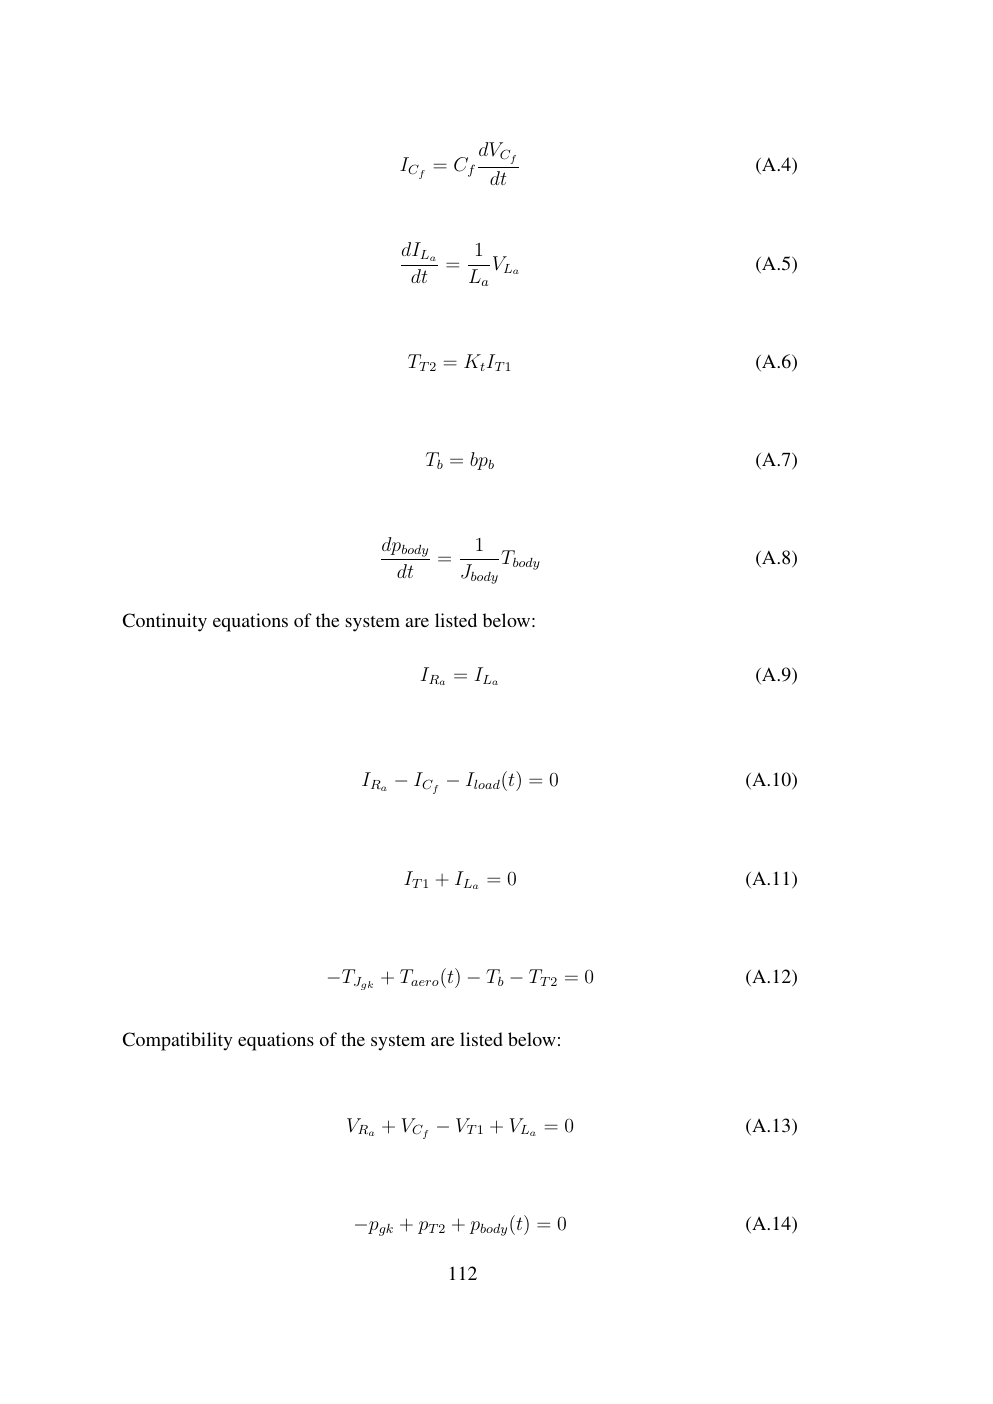 $I_{C_f} = C_f \frac{dV_{C_f}}{dt}$ (A.4)
$\frac{dI_{L_a}}{dt} = \frac{1}{L_a} V_{L_a}$ (A.5)
$T_{T2} = K_t I_{T1}$ (A.6)
$T_b = bp_b$ (A.7)
$\frac{dp_{body}}{dt} = \frac{1}{J_{body}} T_{body}$ (A.8)
Continuity equations of the system are listed below:
$I_{R_a} = I_{L_a}$ (A.9)
$I_{R_a} - I_{C_f} - I_{load}(t) = 0$ (A.10)
$I_{T1} + I_{L_a} = 0$ (A.11)
$-T_{J_{gk}} + T_{aero}(t) - T_b - T_{T2} = 0$ (A.12)
Compatibility equations of the system are listed below:
$V_{R_a} + V_{C_f} - V_{T1} + V_{L_a} = 0$ (A.13)
$-p_{gk} + p_{T2} + p_{body}(t) = 0$ (A.14)
112